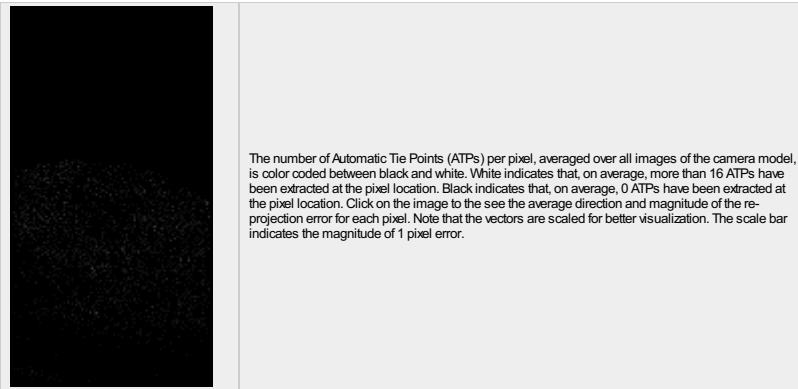 The number of Automatic Tie Points (ATPs) per pixel, averaged over all images of the camera model,
is color coded between black and white. White indicates that, on average, more than 16 ATPs have
been extracted at the pixel location. Black indicates that, on average, 0 ATPs have been extracted at
the pixel location. Click on the image to the see the average direction and magnitude of the re-
projection error for each pixel. Note that the vectors are scaled for better visualization. The scale bar
indicates the magnitude of 1 pixel error.